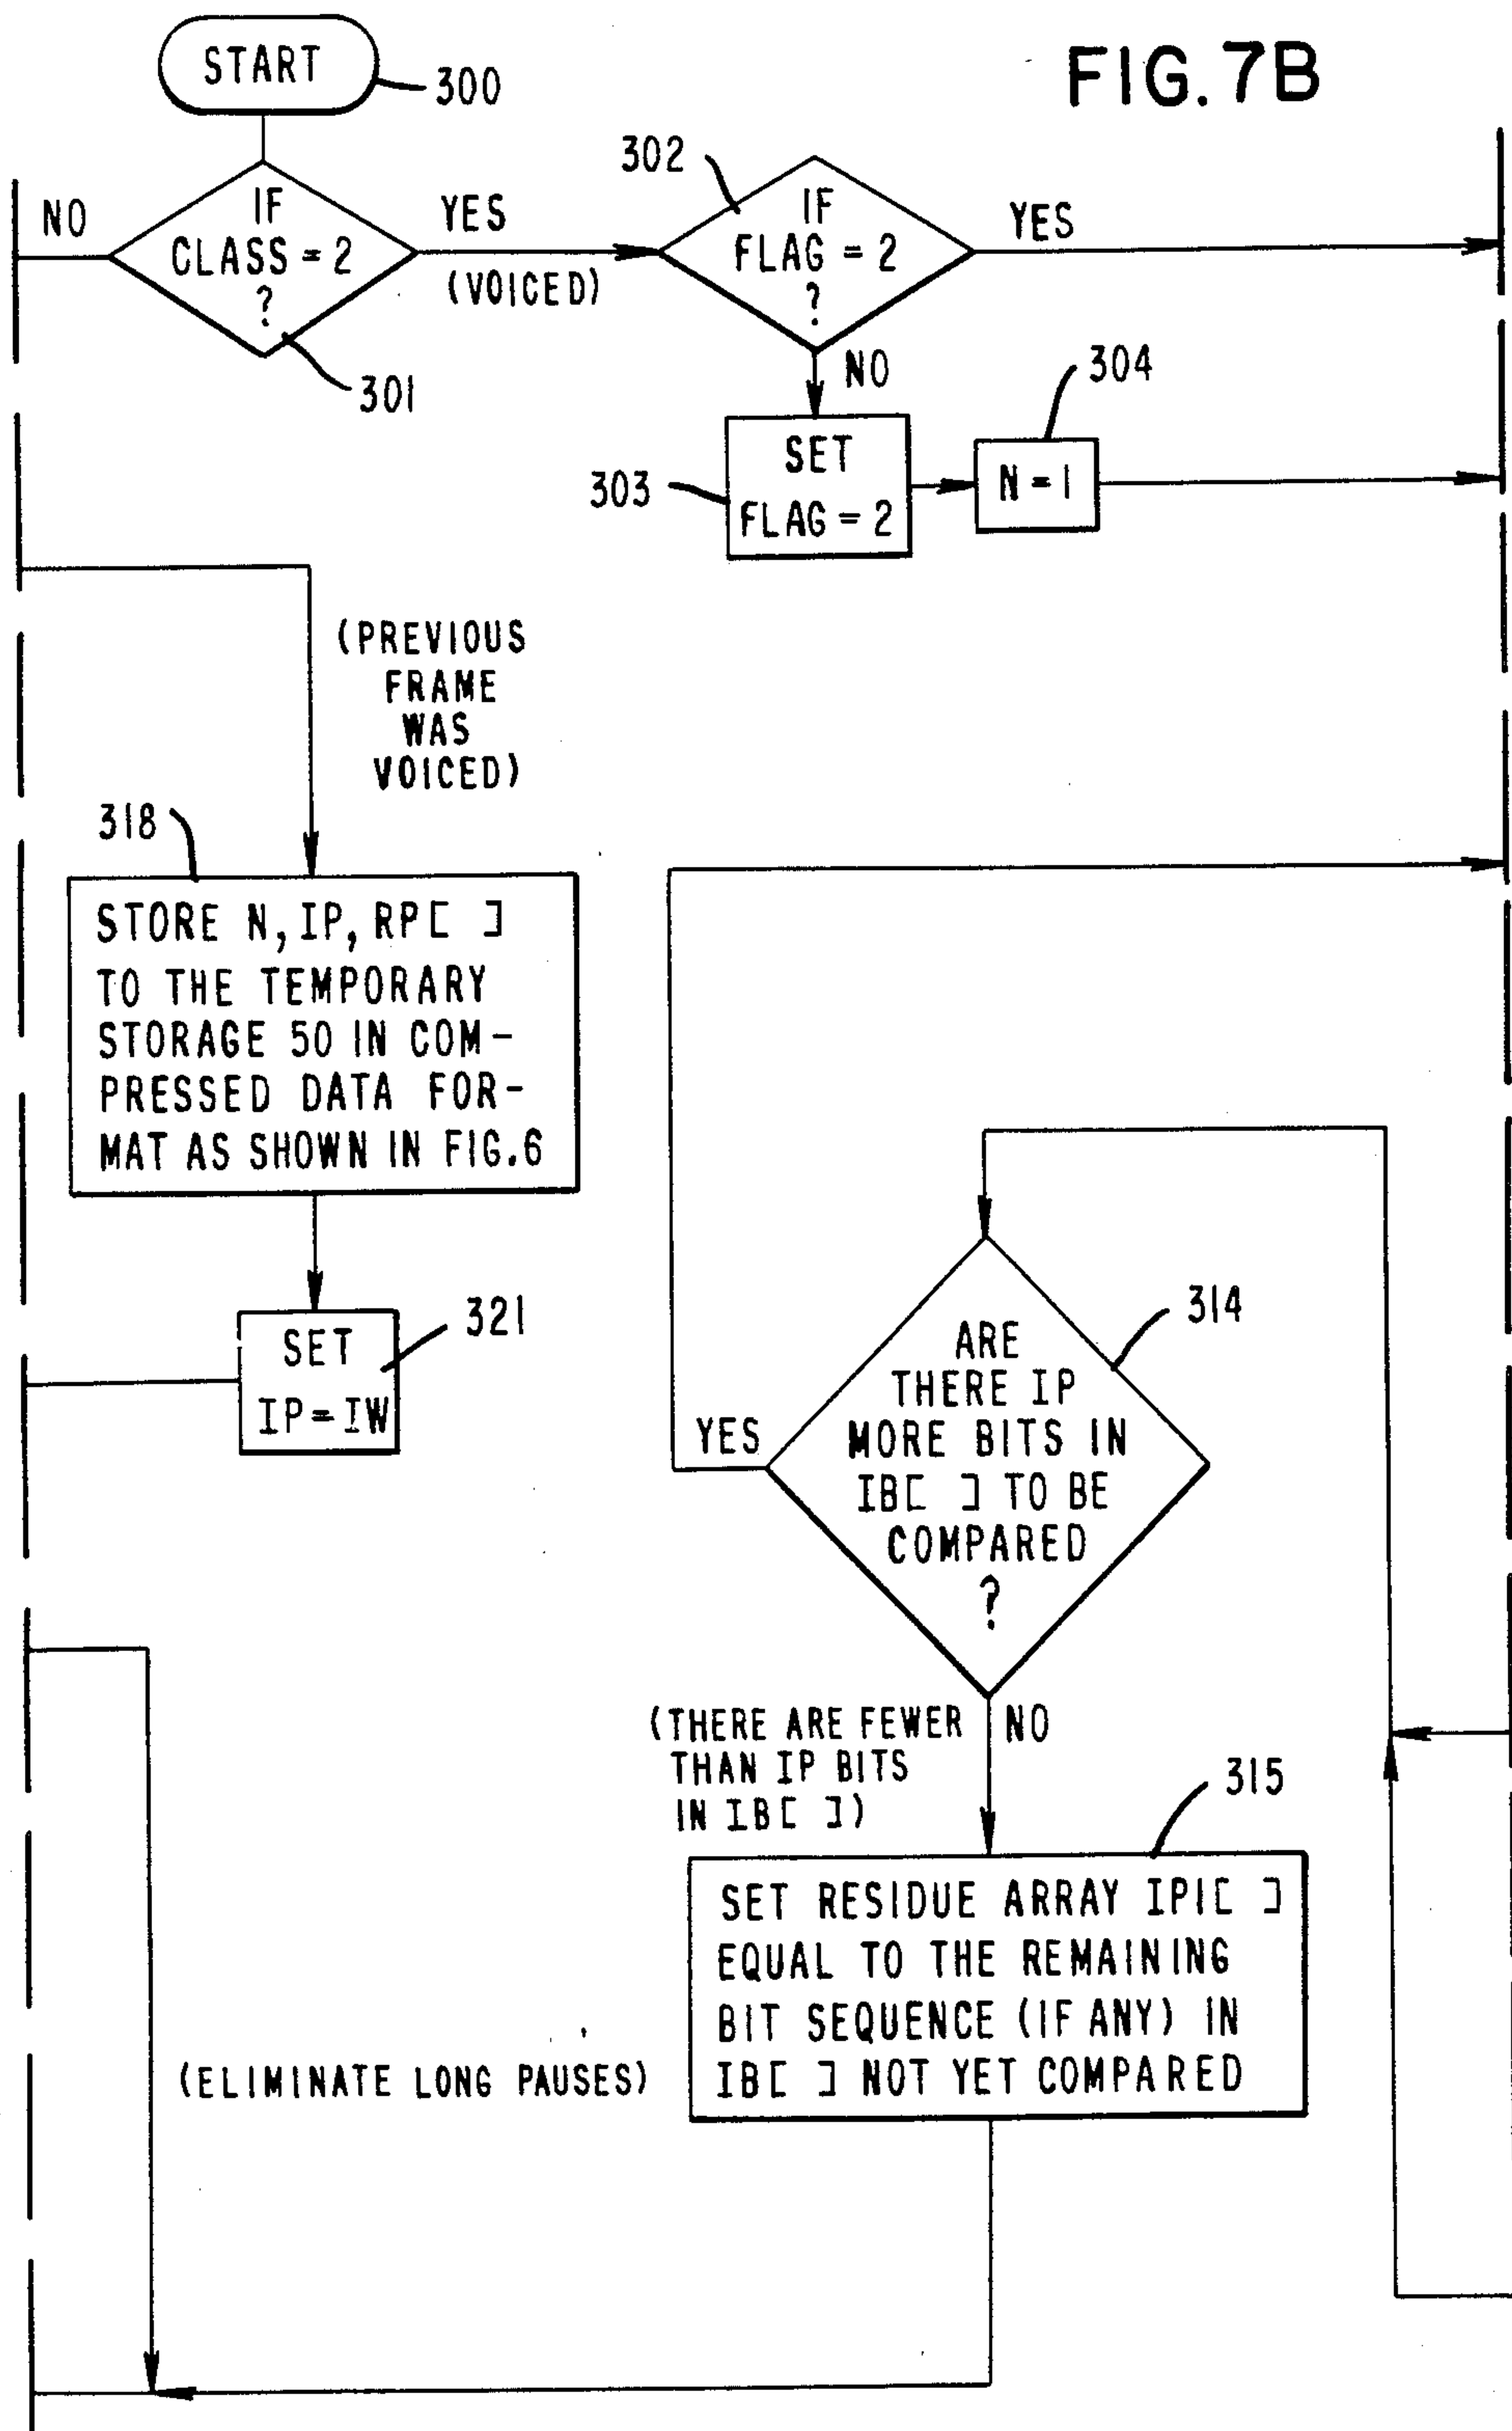 FIG. 7B
START
300
302
NO
IF
CLASS = 2
?
YES
(VOICED)
IF
FLAG = 2
?
YES
301
NO
304
303
SET
FLAG = 2
N = 1
(PREVIOUS
FRAME
WAS
VOICED)
318
STORE N, IP, RP[ ]
TO THE TEMPORARY
STORAGE 50 IN COM-
PRESSED DATA FOR-
MAT AS SHOWN IN FIG.6
321
SET
IP=IW
314
ARE
THERE IP
MORE BITS IN
IB[ ] TO BE
COMPARED
?
YES
(THERE ARE FEWER
THAN IP BITS
IN IB[ ])
NO
315
SET RESIDUE ARRAY IP1[ ]
EQUAL TO THE REMAINING
BIT SEQUENCE (IF ANY) IN
IB[ ] NOT YET COMPARED
(ELIMINATE LONG PAUSES)